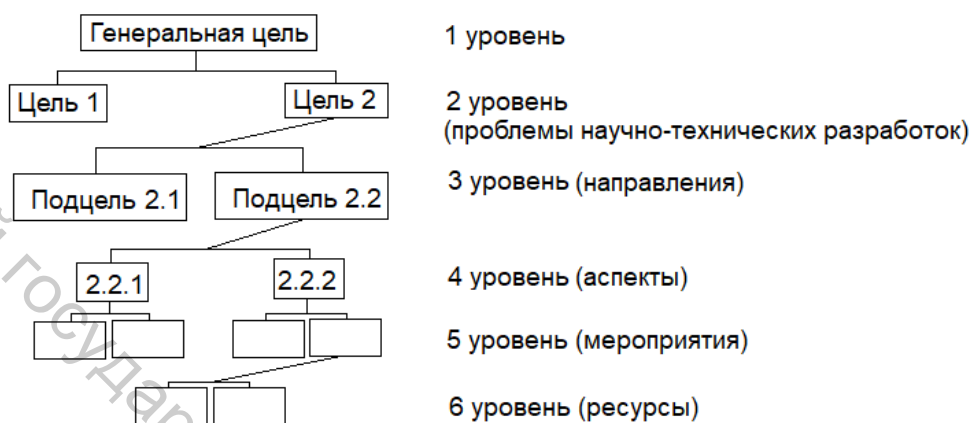 Генеральная цель
1 уровень
Цель 1
Цель 2
2 уровень
(проблемы научно-технических разработок)
Подцель 2.1
Подцель 2.2
3 уровень (направления)
2.2.1
2.2.2
4 уровень (аспекты)
5 уровень (мероприятия)
6 уровень (ресурсы)